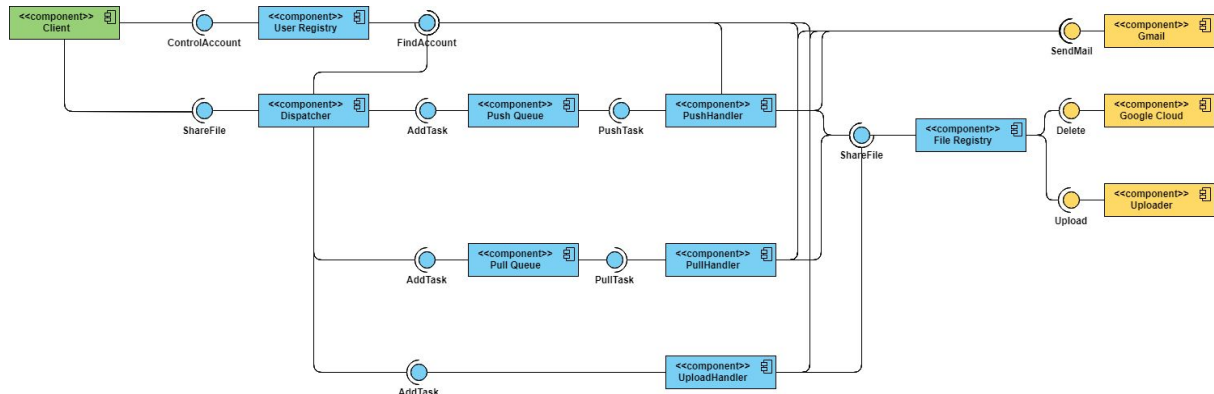 <<component>>
Client
ControlAccount
<<component>>
User Registry
FindAccount
SendMail
<<component>>
Gmail
ShareFile
<<component>>
Dispatcher
AddTask
<<component>>
Push Queue
PushTask
<<component>>
PushHandler
ShareFile
<<component>>
File Registry
Delete
<<component>>
Google Cloud
Upload
<<component>>
Uploader
AddTask
<<component>>
Pull Queue
PullTask
<<component>>
PullHandler
AddTask
<<component>>
UploadHandler